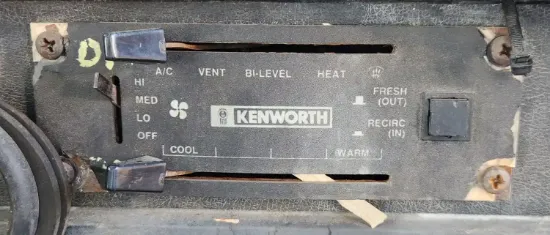 A/C VENT BI-LEVEL HEAT
HI
MED
LO
OFF
KENWORTH
FRESH
(OUT)
RECIRC
(IN)
COOL WARM